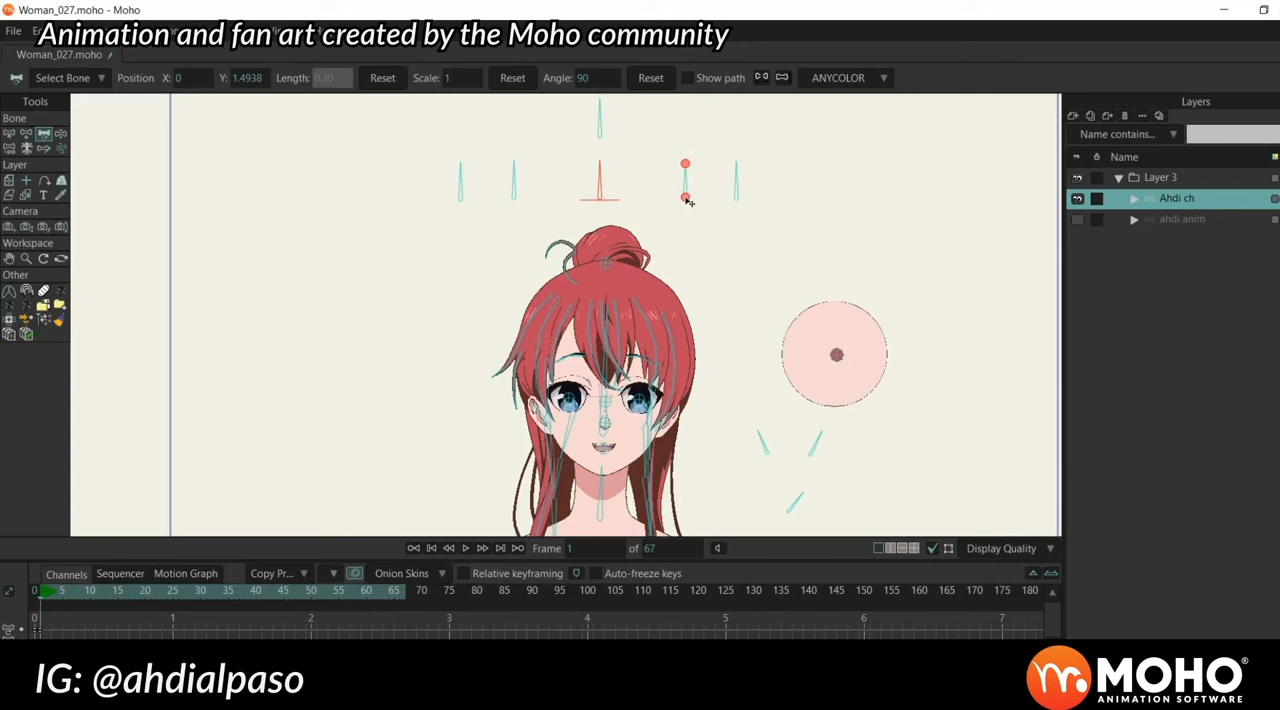 Woman_027.moho - Moho
Animation and fan art created by the Moho community
File
Woman_027.moho
Select Bone Position X: 0 Y: 1.4938 Length: 0.30 Reset Scale: 1 Reset Angle: 90 Reset Show path ANYCOLOR
Tools
Bone
Layer
Camera
Workspace
Other
Layers
Name contains...
Name
Layer 3
Ahdi ch
ahdi anim
Frame 1 of 67 Display Quality
Channels Sequencer Motion Graph Copy Pr... Onion Skins Relative keyframing Auto-freeze keys
0 5 10 15 20 25 30 35 40 45 50 55 60 65 70 75 80 85 90 95 100 105 110 115 120 125 130 135 140 145 150 155 160 165 170 175 180
0 1 2 3 4 5 6 7
IG: @ahdialpaso
MOHO®
ANIMATION SOFTWARE